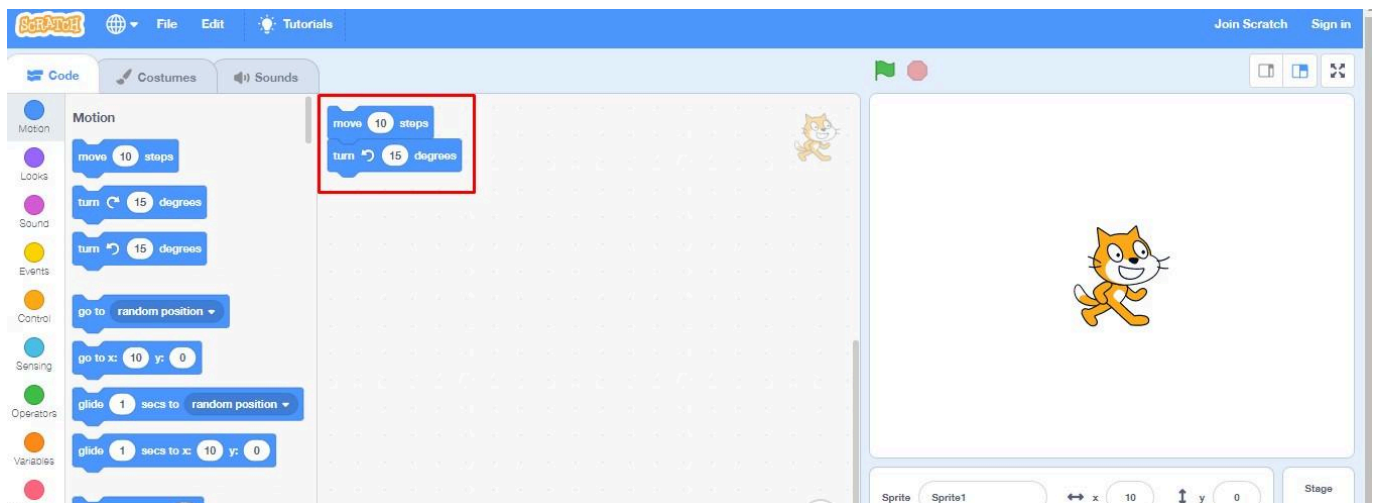 SCRATCH File Edit Tutorials Join Scratch Sign in
Code Costumes Sounds
Motion
Looks
Sound
Events
Control
Sensing
Operators
Variables
Motion
move 10 steps
turn 15 degrees
turn 15 degrees
go to random position
go to x: 10 y: 0
glide 1 secs to random position
glide 1 secs to x: 10 y: 0
move 10 steps
turn 15 degrees
Sprite Sprite1 x 10 y 0
Stage